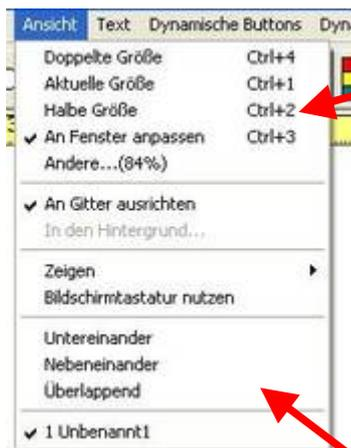 Ansicht Text Dynamische Buttons
Doppelte Größe Ctrl+4
Aktuelle Größe Ctrl+1
Halbe Größe Ctrl+2
✔ An Fenster anpassen Ctrl+3
Andere...(84%)
✔ An Gitter ausrichten
In den Hintergrund...
Zeigen
Bildschirmtastatur nutzen
Untereinander
Nebeneinander
Überlappend
✔ 1 Unbenannt1